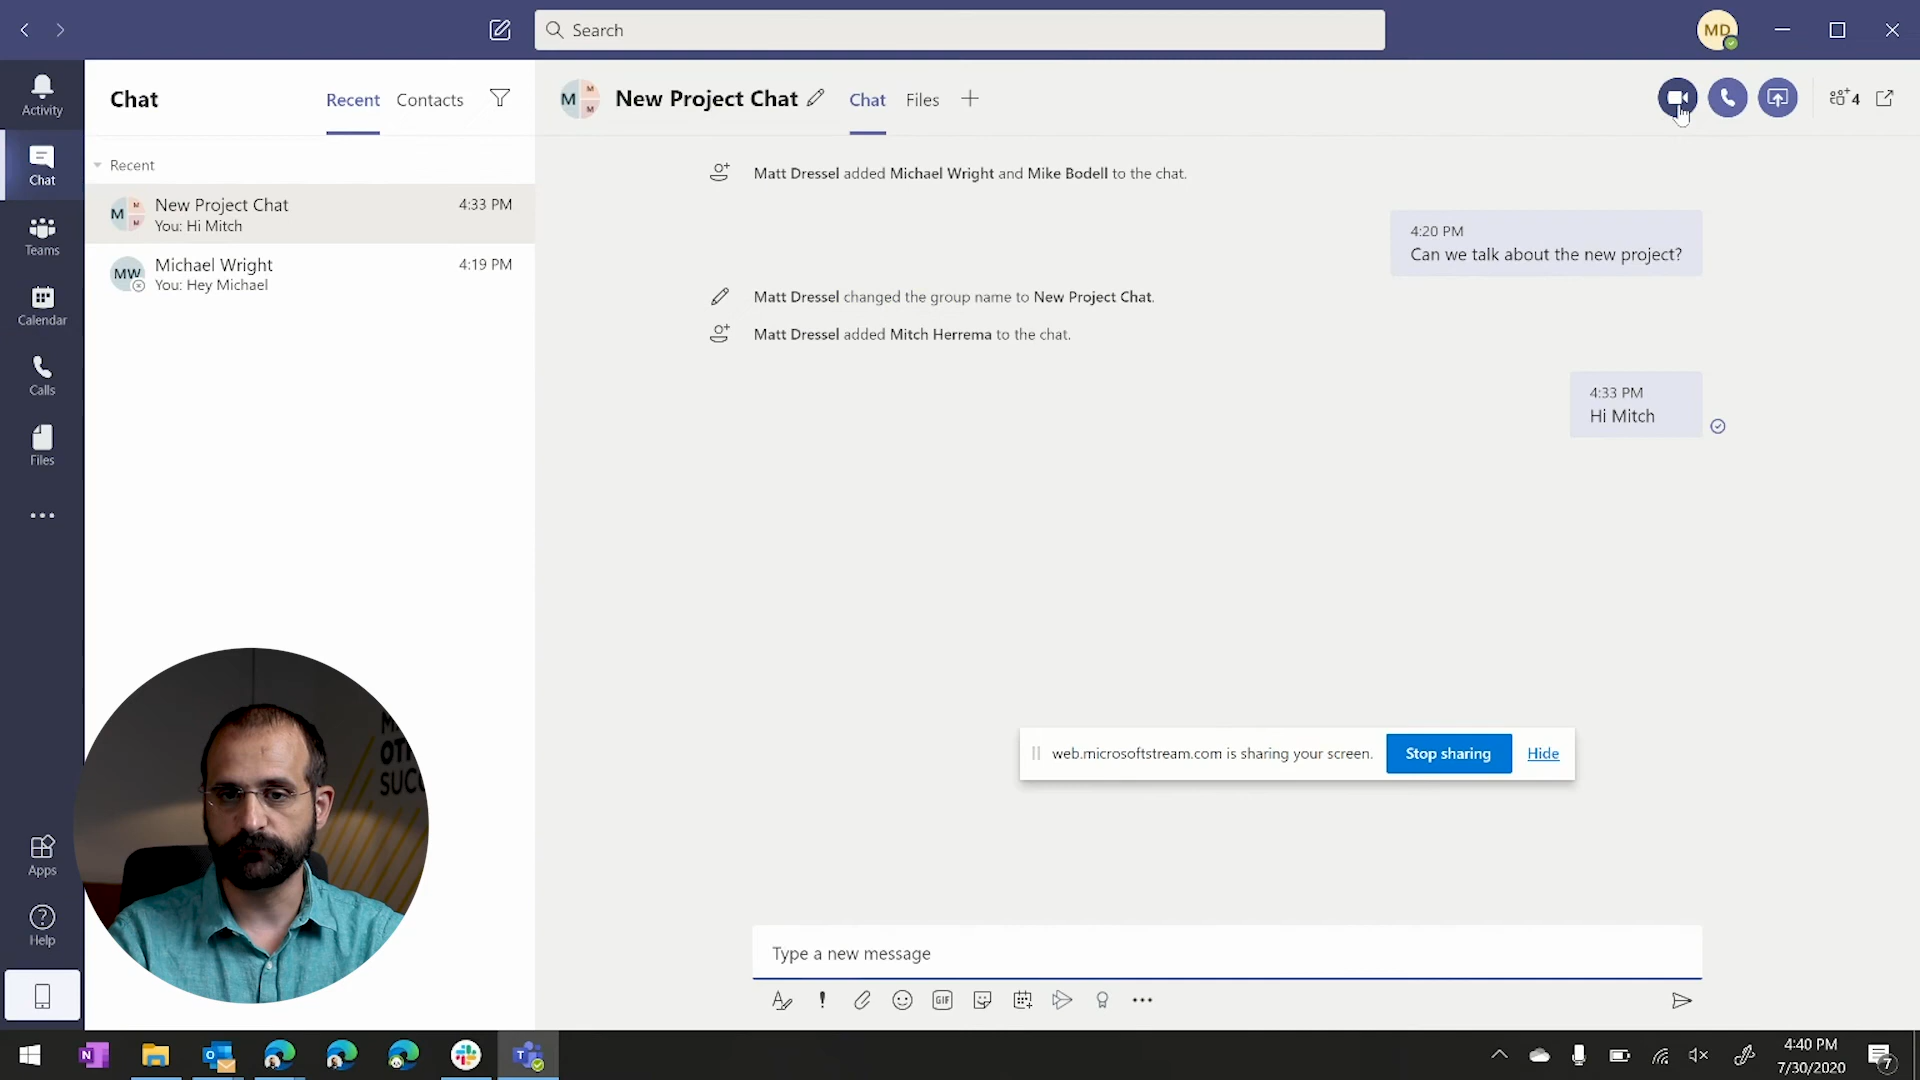 Search
MD
Activity
Chat
Teams
Calendar
Calls
Files
Apps
Help
Chat
Recent
Contacts
Recent
M M M
New Project Chat
4:33 PM
You: Hi Mitch
MW
Michael Wright
4:19 PM
You: Hey Michael
M M M
New Project Chat
Chat
Files
4
Matt Dressel added Michael Wright and Mike Bodell to the chat.
4:20 PM
Can we talk about the new project?
Matt Dressel changed the group name to New Project Chat.
Matt Dressel added Mitch Herrema to the chat.
4:33 PM
Hi Mitch
web.microsoftstream.com is sharing your screen.
Stop sharing
Hide
Type a new message
GIF
4:40 PM
7/30/2020
7